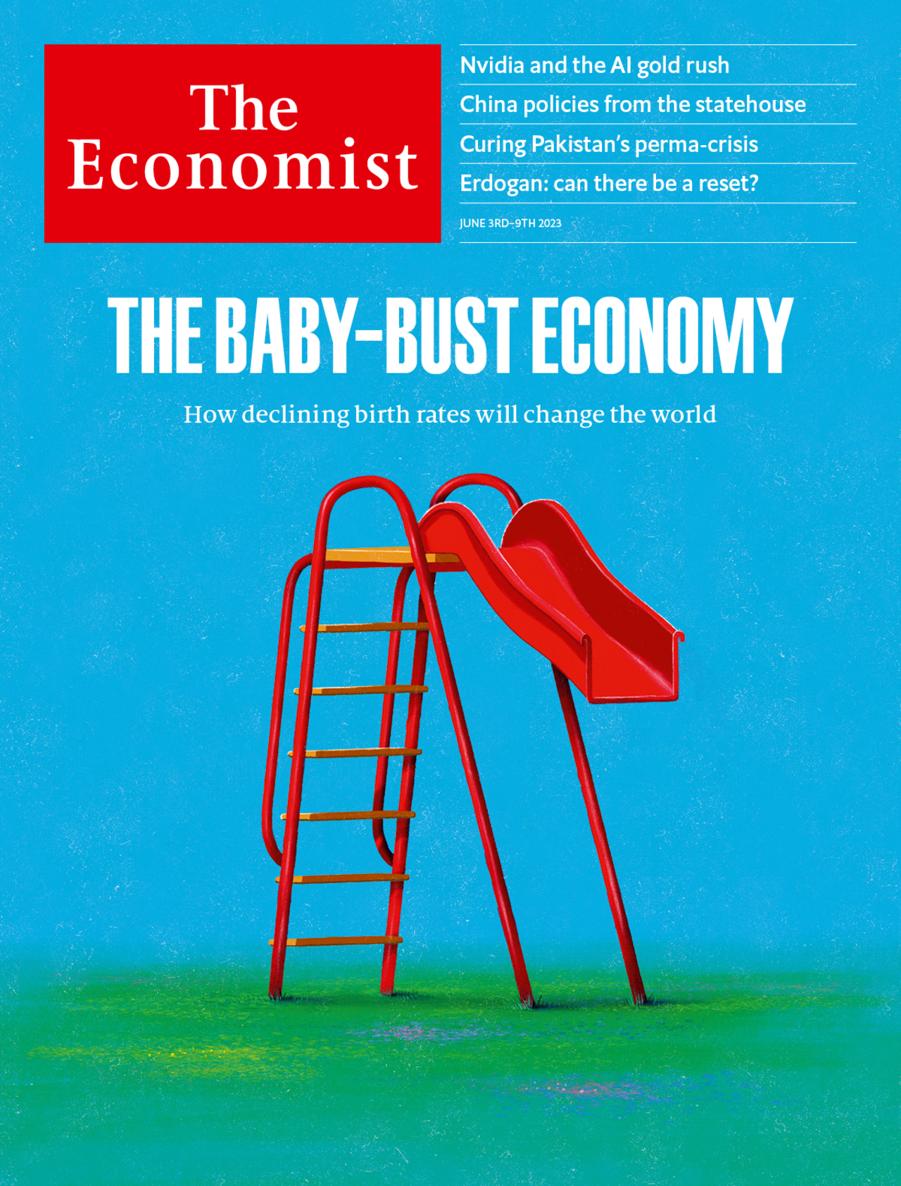 The
Economist
Nvidia and the AI gold rush
China policies from the statehouse
Curing Pakistan’s perma-crisis
Erdogan: can there be a reset?
JUNE 3RD–9TH 2023
THE BABY-BUST ECONOMY
How declining birth rates will change the world